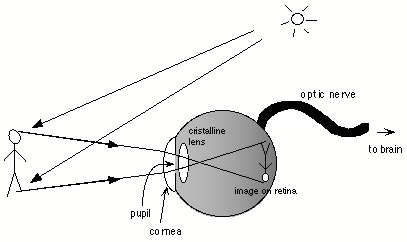 optic nerve
cristalline
lens
to brain
image on retina
pupil
cornea